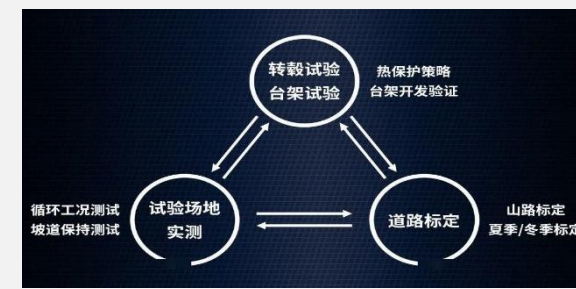 转毂试验
台架试验
热保护策略
台架开发验证
循环工况测试
坡道保持测试
试验场地
实测
道路标定
山路标定
夏季/冬季标定